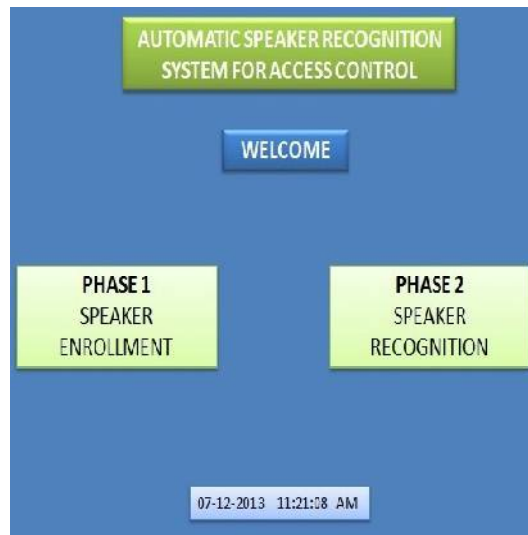 AUTOMATIC SPEAKER RECOGNITION
SYSTEM FOR ACCESS CONTROL
WELCOME
PHASE 1
SPEAKER
ENROLLMENT
PHASE 2
SPEAKER
RECOGNITION
07-12-2013 11:21:08 AM